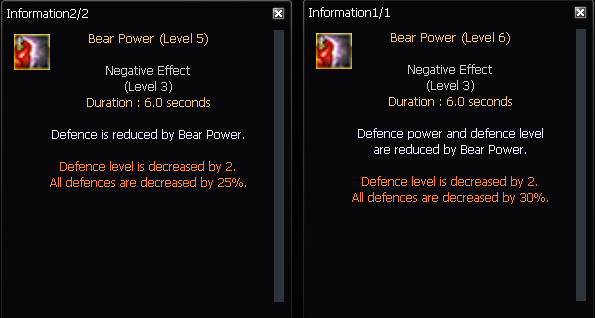 Information2/2
Bear Power (Level 5)
Negative Effect
(Level 3)
Duration : 6.0 seconds
Defence is reduced by Bear Power.
Defence level is decreased by 2.
All defences are decreased by 25%.
Information1/1
Bear Power (Level 6)
Negative Effect
(Level 3)
Duration : 6.0 seconds
Defence power and defence level
are reduced by Bear Power.
Defence level is decreased by 2.
All defences are decreased by 30%.